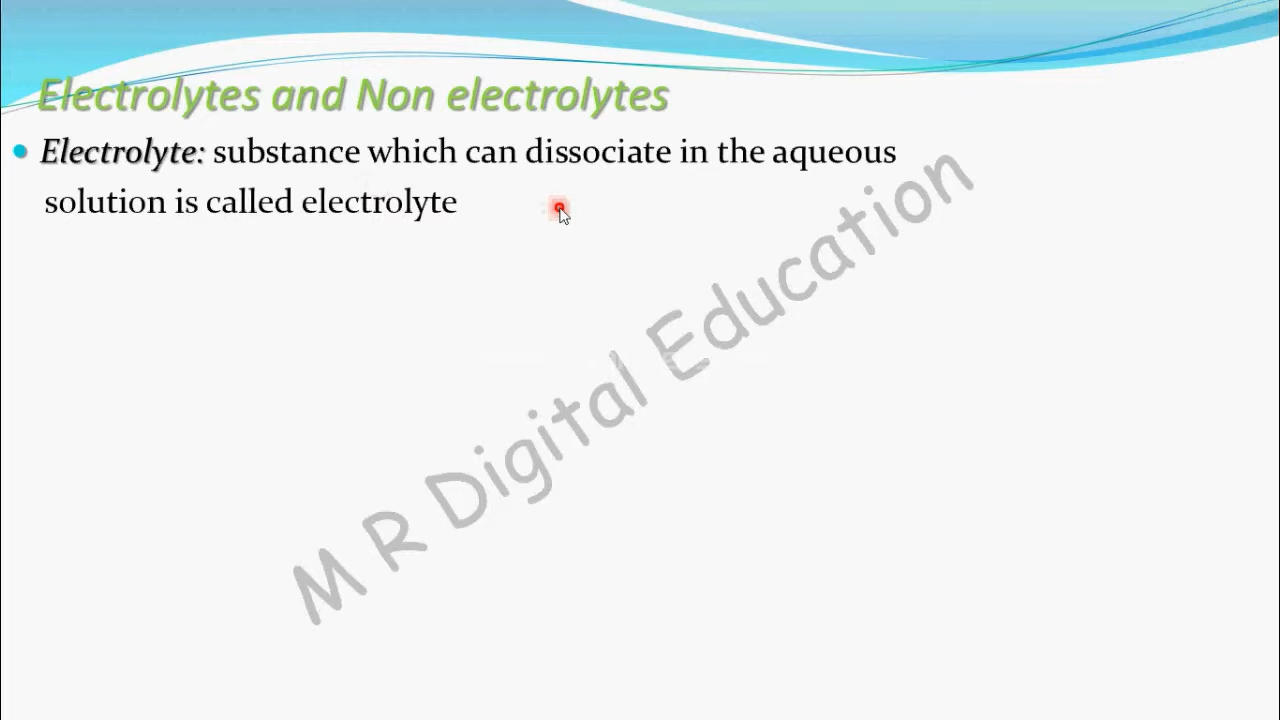 Electrolytes and Non electrolytes
Electrolyte: substance which can dissociate in the aqueous
solution is called electrolyte
M R Digital Education